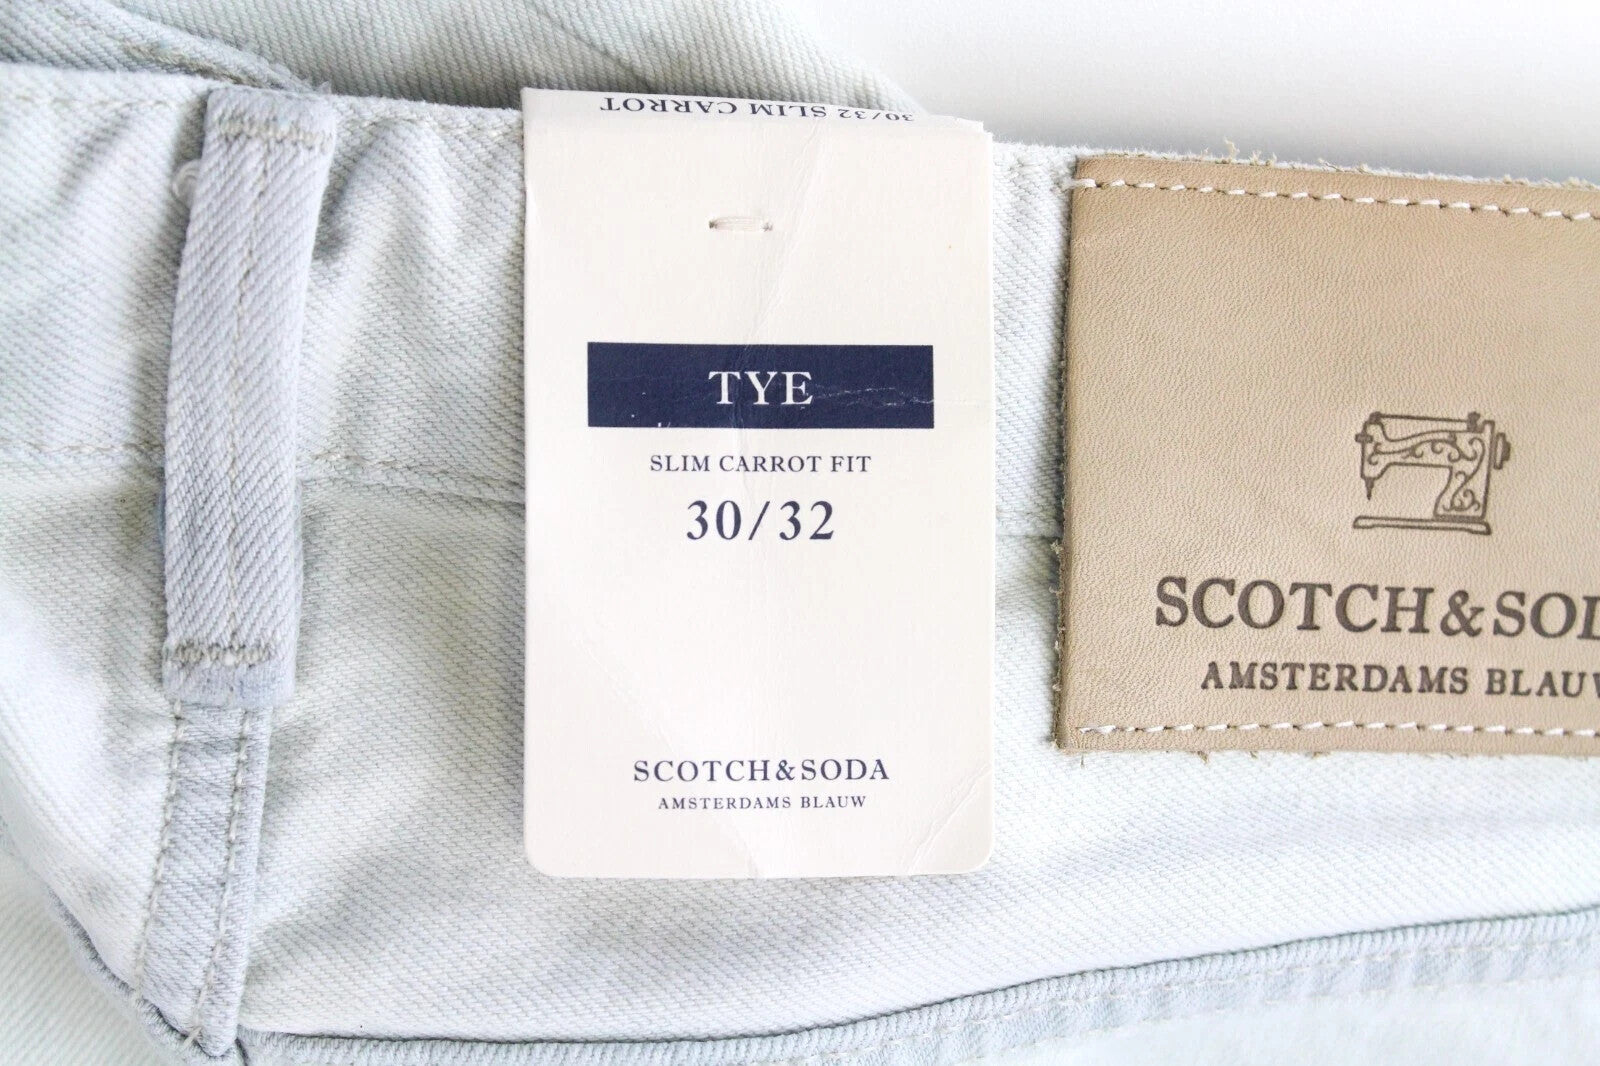 30/32 SLIM CARROT
TYE
SLIM CARROT FIT
30/32
SCOTCH&SODA
AMSTERDAMS BLAUW
SCOTCH&SOD
AMSTERDAMS BLAUW